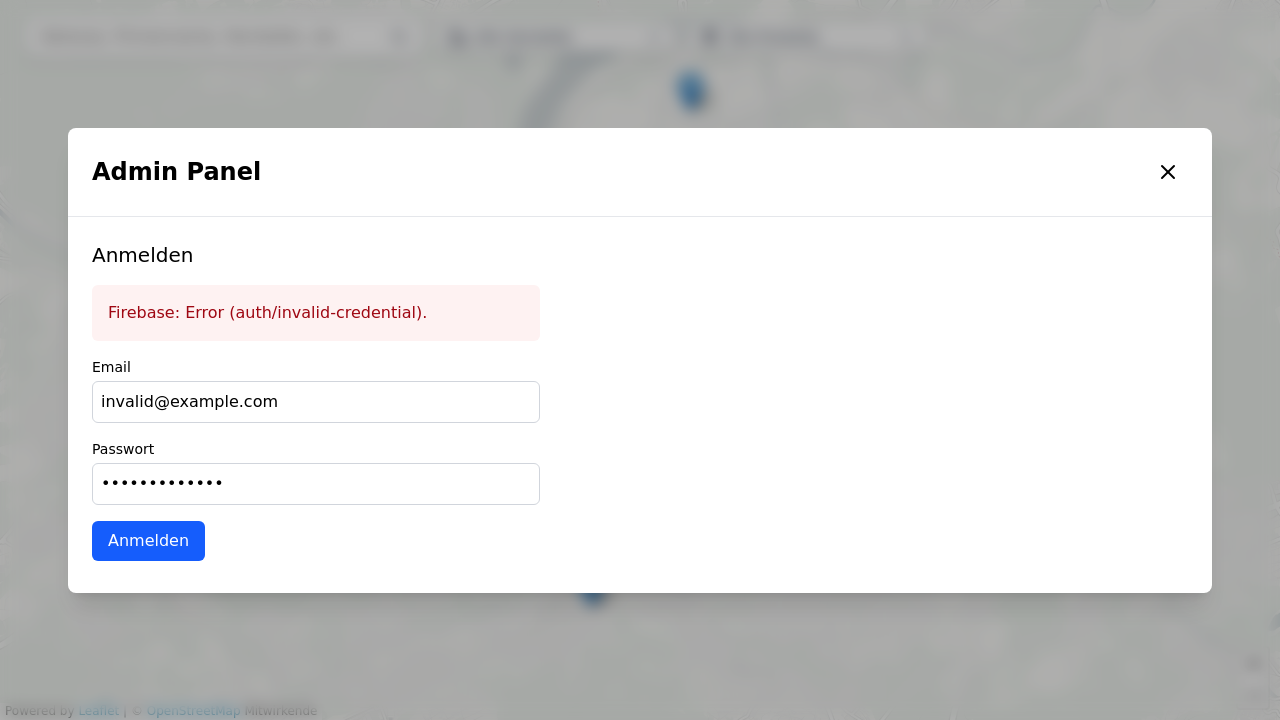 Admin Panel
Anmelden
Firebase: Error (auth/invalid-credential).
Email
invalid@example.com
Passwort
•••••••••••••
Anmelden
Powered by Leaflet | © OpenStreetMap Mitwirkende